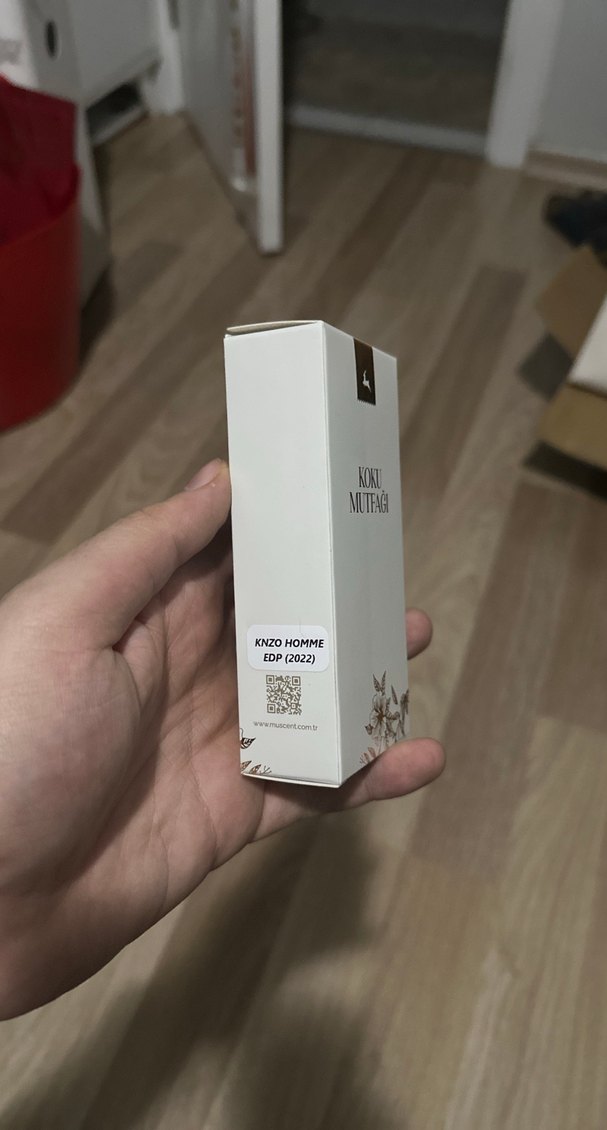 KOKU
MUTFAĞI
KNZO HOMME
EDP (2022)
www.muscent.com.tr